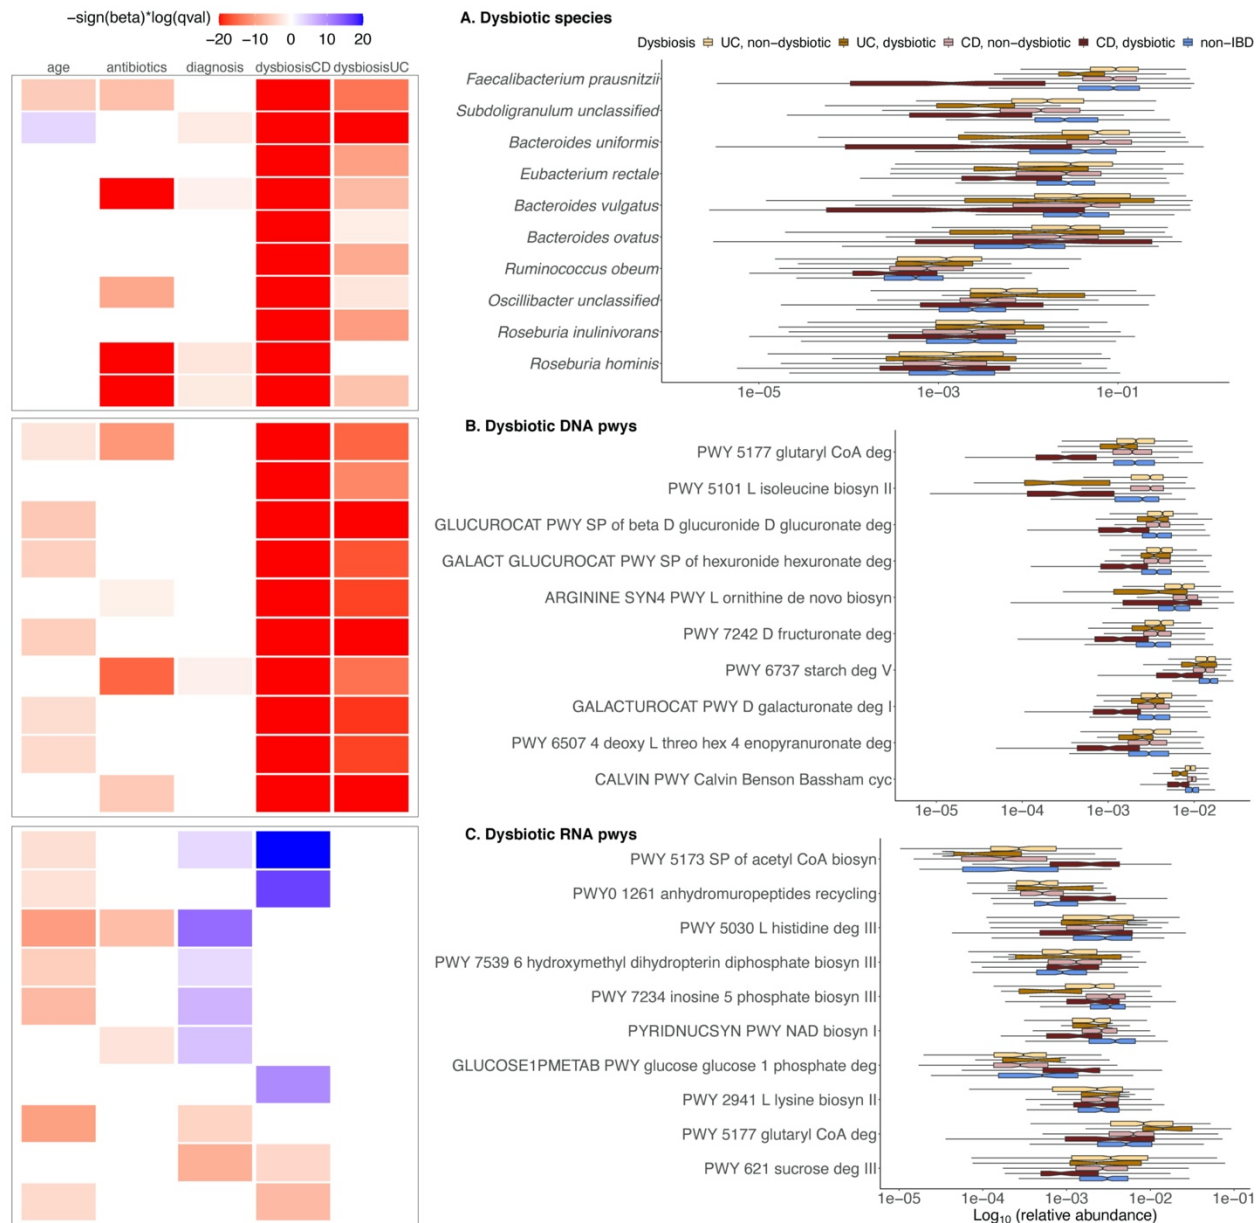 −sign(beta)*log(qval)
−20 −10 0 10 20
age antibiotics diagnosis dysbiosisCD dysbiosisUC
A. Dysbiotic species
Dysbiosis UC, non-dysbiotic UC, dysbiotic CD, non-dysbiotic CD, dysbiotic non-IBD
Faecalibacterium prausnitzii
Subdoligranulum unclassified
Bacteroides uniformis
Eubacterium rectale
Bacteroides vulgatus
Bacteroides ovatus
Ruminococcus obeum
Oscillibacter unclassified
Roseburia inulinivorans
Roseburia hominis
1e−05 1e−03 1e−01
B. Dysbiotic DNA pwys
PWY 5177 glutaryl CoA deg
PWY 5101 L isoleucine biosyn II
GLUCUROCAT PWY SP of beta D glucuronide D glucuronate deg
GALACT GLUCUROCAT PWY SP of hexuronide hexuronate deg
ARGININE SYN4 PWY L ornithine de novo biosyn
PWY 7242 D fructuronate deg
PWY 6737 starch deg V
GALACTUROCAT PWY D galacturonate deg I
PWY 6507 4 deoxy L threo hex 4 enopyranuronate deg
CALVIN PWY Calvin Benson Bassham cyc
1e−05 1e−04 1e−03 1e−02
C. Dysbiotic RNA pwys
PWY 5173 SP of acetyl CoA biosyn
PWY0 1261 anhydromuropeptides recycling
PWY 5030 L histidine deg III
PWY 7539 6 hydroxymethyl dihydropterin diphosphate biosyn III
PWY 7234 inosine 5 phosphate biosyn III
PYRIDNUCSYN PWY NAD biosyn I
GLUCOSE1PMETAB PWY glucose glucose 1 phosphate deg
PWY 2941 L lysine biosyn II
PWY 5177 glutaryl CoA deg
PWY 621 sucrose deg III
1e−05 1e−04 1e−03 1e−02 1e−01
Log10 (relative abundance)